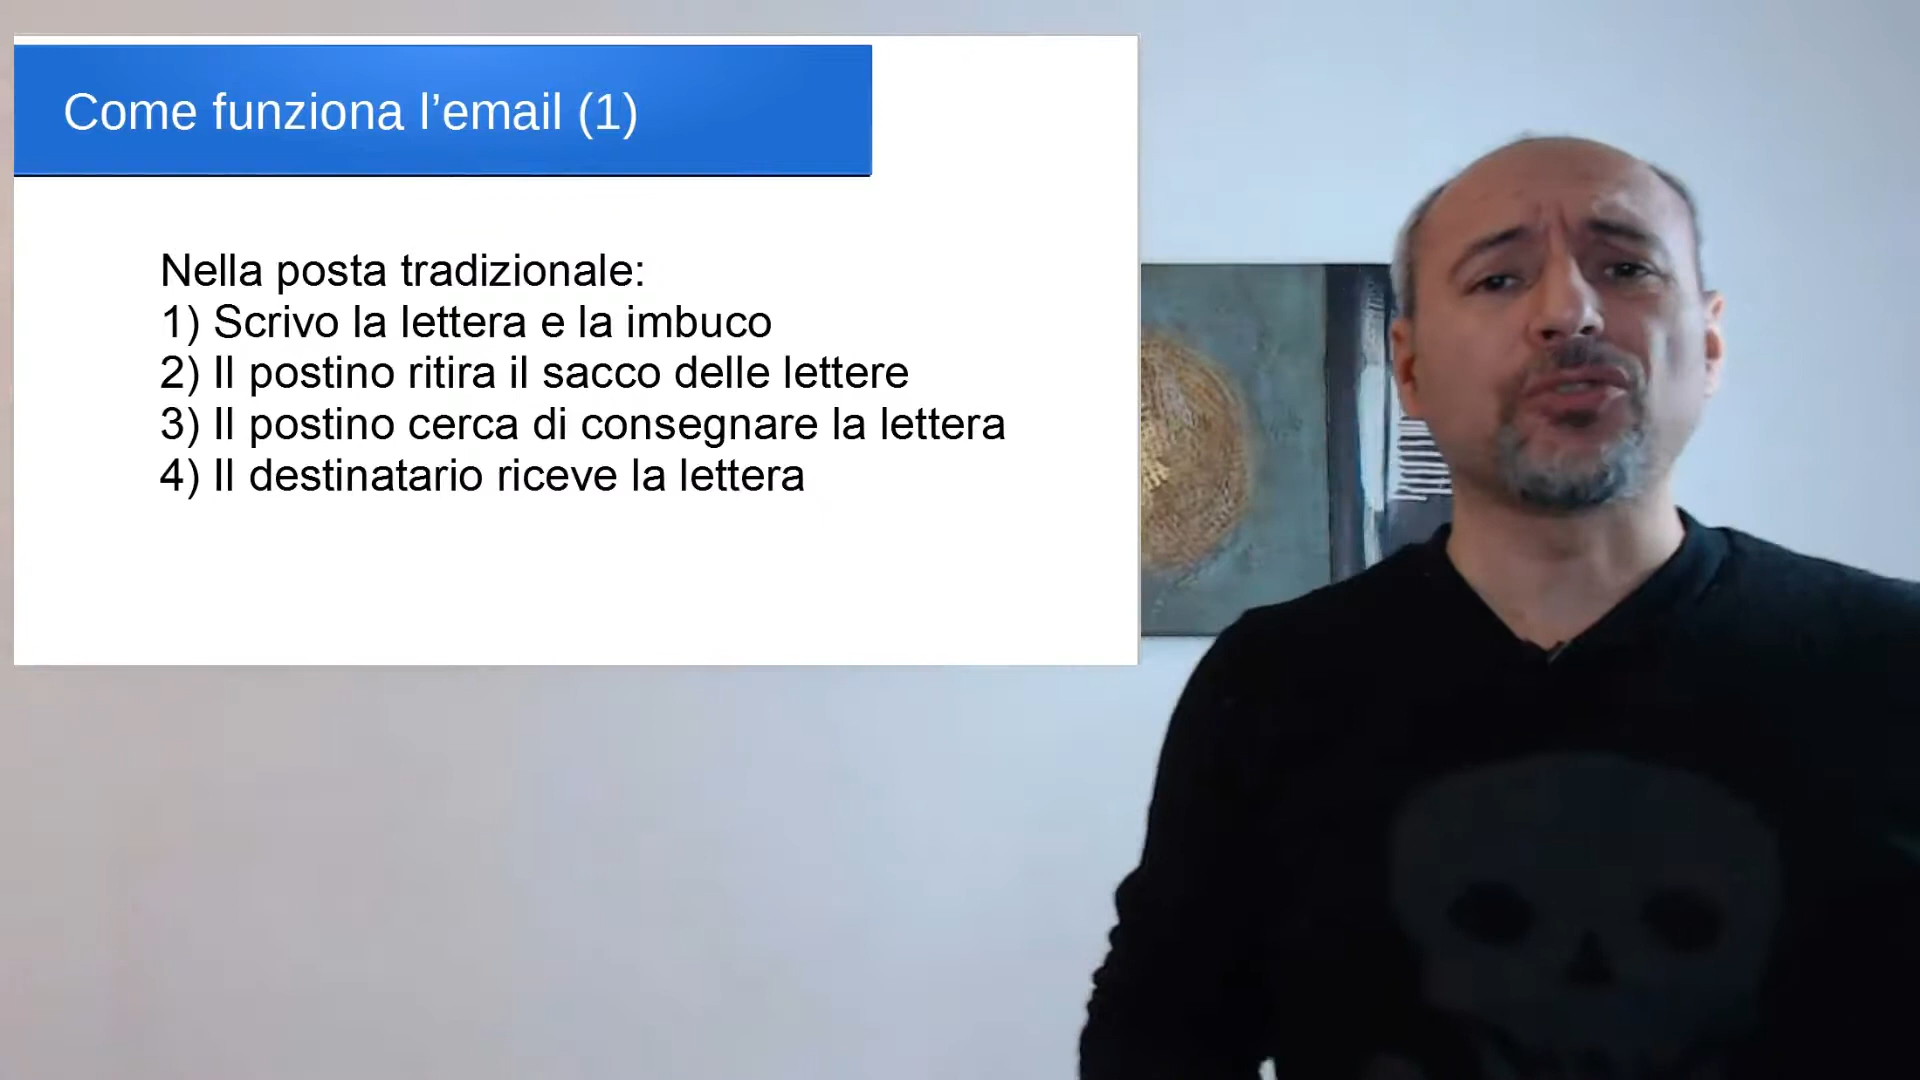 Come funziona l’email (1)
Nella posta tradizionale:
1) Scrivo la lettera e la imbuco
2) Il postino ritira il sacco delle lettere
3) Il postino cerca di consegnare la lettera
4) Il destinatario riceve la lettera